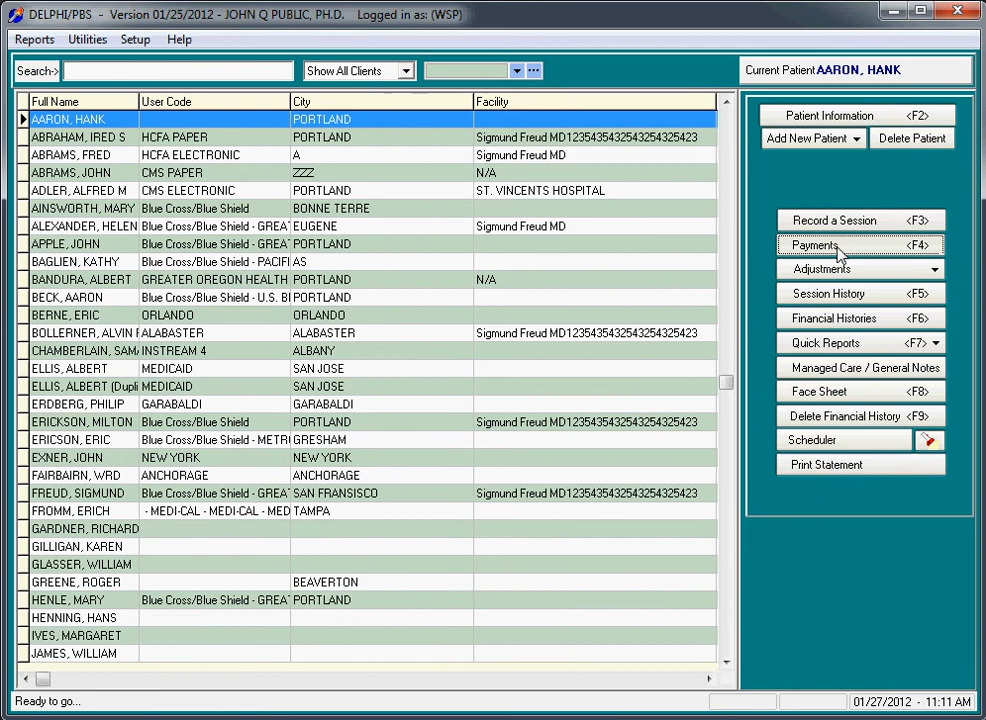 DELPHI/PBS - Version 01/25/2012 - JOHN Q PUBLIC, PH.D. Logged in as: (WSP)
Reports Utilities Setup Help
Search-> Show All Clients
Current Patient AARON, HANK
Full Name User Code City Facility
AARON, HANK PORTLAND
ABRAHAM, IRED S HCFA PAPER PORTLAND Sigmund Freud MD1235435432543254325423
ABRAMS, FRED HCFA ELECTRONIC A Sigmund Freud MD
ABRAMS, JOHN CMS PAPER ZZZ N/A
ADLER, ALFRED M CMS ELECTRONIC PORTLAND ST. VINCENTS HOSPITAL
AINSWORTH, MARY Blue Cross/Blue Shield BONNE TERRE
ALEXANDER, HELEN Blue Cross/Blue Shield - GREA EUGENE Sigmund Freud MD
APPLE, JOHN Blue Cross/Blue Shield - GREA PORTLAND
BAGLIEN, KATHY Blue Cross/Blue Shield - PACIFI AS
BANDURA, ALBERT GREATER OREGON HEALTH PORTLAND N/A
BECK, AARON Blue Cross/Blue Shield - U.S. B PORTLAND
BERNE, ERIC ORLANDO ORLANDO
BOLLERNER, ALVIN F ALABASTER ALABASTER Sigmund Freud MD1235435432543254325423
CHAMBERLAIN, SAMA INSTREAM 4 ALBANY
ELLIS, ALBERT MEDICAID SAN JOSE
ELLIS, ALBERT (Dupli MEDICAID SAN JOSE
ERDBERG, PHILIP GARABALDI GARABALDI
ERICKSON, MILTON Blue Cross/Blue Shield PORTLAND Sigmund Freud MD1235435432543254325423
ERICSON, ERIC Blue Cross/Blue Shield - METR GRESHAM
EXNER, JOHN NEW YORK NEW YORK
FAIRBAIRN, WRD ANCHORAGE ANCHORAGE
FREUD, SIGMUND Blue Cross/Blue Shield - GREA SAN FRANSISCO Sigmund Freud MD1235435432543254325423
FROMM, ERICH - MEDI-CAL - MEDI-CAL - MED TAMPA
GARDNER, RICHARD
GILLIGAN, KAREN
GLASSER, WILLIAM
GREENE, ROGER BEAVERTON
HENLE, MARY Blue Cross/Blue Shield - GREA PORTLAND
HENNING, HANS
IVES, MARGARET
JAMES, WILLIAM
Patient Information <F2>
Add New Patient Delete Patient
Record a Session <F3>
Payments <F4>
Adjustments
Session History <F5>
Financial Histories <F6>
Quick Reports <F7>
Managed Care / General Notes
Face Sheet <F8>
Delete Financial History <F9>
Scheduler
Print Statement
Ready to go... 01/27/2012 - 11:11 AM